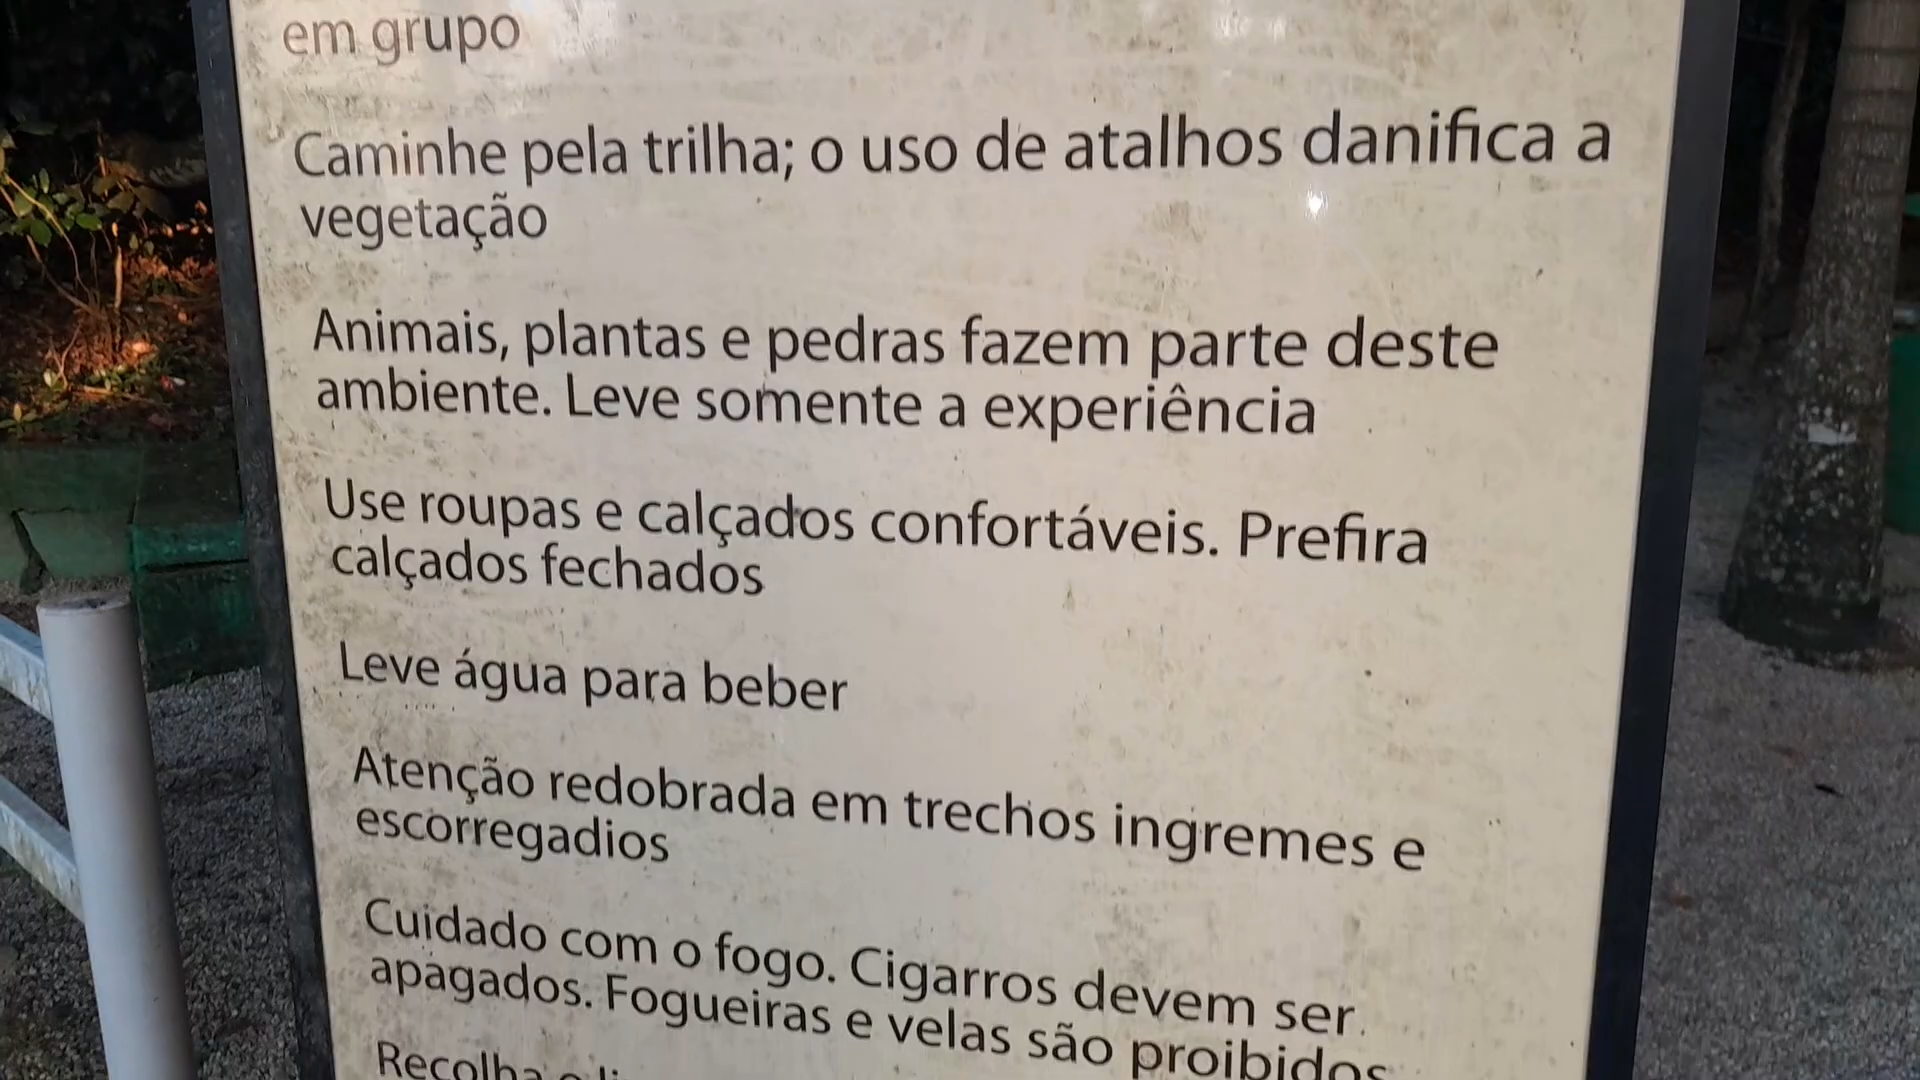 em grupo
Caminhe pela trilha; o uso de atalhos danifica a
vegetação
Animais, plantas e pedras fazem parte deste
ambiente. Leve somente a experiência
Use roupas e calçados confortáveis. Prefira
calçados fechados
Leve água para beber
Atenção redobrada em trechos ingremes e
escorregadios
Cuidado com o fogo. Cigarros devem ser
apagados. Fogueiras e velas são proibidos
Recolha o